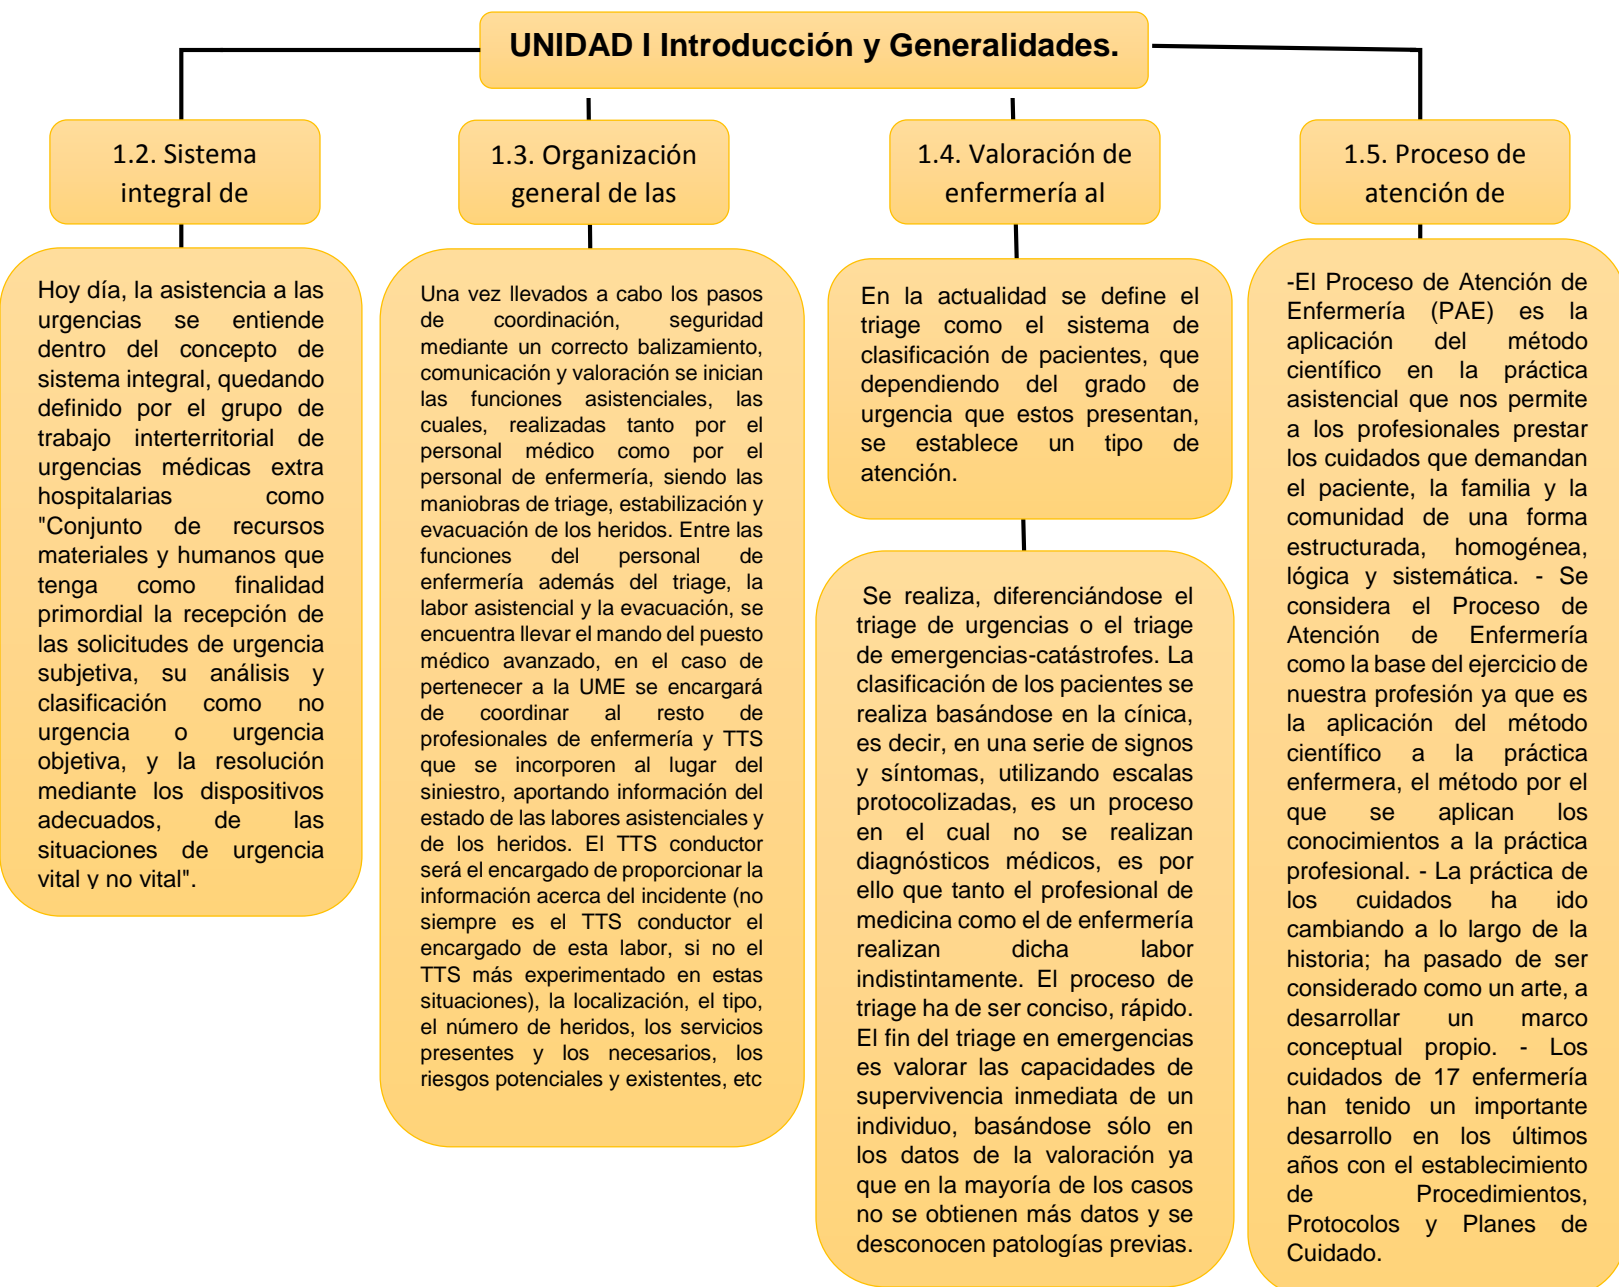 UNIDAD I Introducción y Generalidades.
1.2. Sistema
integral de
1.3. Organización
general de las
1.4. Valoración de
enfermería al
1.5. Proceso de
atención de
Hoy día, la asistencia a las
urgencias se entiende
dentro del concepto de
sistema integral, quedando
definido por el grupo de
trabajo interterritorial de
urgencias médicas extra
hospitalarias como
"Conjunto de recursos
materiales y humanos que
tenga como finalidad
primordial la recepción de
las solicitudes de urgencia
subjetiva, su análisis y
clasificación como no
urgencia o urgencia
objetiva, y la resolución
mediante los dispositivos
adecuados, de las
situaciones de urgencia
vital y no vital".
Una vez llevados a cabo los pasos
de coordinación, seguridad
mediante un correcto balizamiento,
comunicación y valoración se inician
las funciones asistenciales, las
cuales, realizadas tanto por el
personal médico como por el
personal de enfermería, siendo las
maniobras de triage, estabilización y
evacuación de los heridos. Entre las
funciones del personal de
enfermería además del triage, la
labor asistencial y la evacuación, se
encuentra llevar el mando del puesto
médico avanzado, en el caso de
pertenecer a la UME se encargará
de coordinar al resto de
profesionales de enfermería y TTS
que se incorporen al lugar del
siniestro, aportando información del
estado de las labores asistenciales y
de los heridos. El TTS conductor
será el encargado de proporcionar la
información acerca del incidente (no
siempre es el TTS conductor el
encargado de esta labor, si no el
TTS más experimentado en estas
situaciones), la localización, el tipo,
el número de heridos, los servicios
presentes y los necesarios, los
riesgos potenciales y existentes, etc
En la actualidad se define el
triage como el sistema de
clasificación de pacientes, que
dependiendo del grado de
urgencia que estos presentan,
se establece un tipo de
atención.
Se realiza, diferenciándose el
triage de urgencias o el triage
de emergencias-catástrofes. La
clasificación de los pacientes se
realiza basándose en la cínica,
es decir, en una serie de signos
y síntomas, utilizando escalas
protocolizadas, es un proceso
en el cual no se realizan
diagnósticos médicos, es por
ello que tanto el profesional de
medicina como el de enfermería
realizan dicha labor
indistintamente. El proceso de
triage ha de ser conciso, rápido.
El fin del triage en emergencias
es valorar las capacidades de
supervivencia inmediata de un
individuo, basándose sólo en
los datos de la valoración ya
que en la mayoría de los casos
no se obtienen más datos y se
desconocen patologías previas.
-El Proceso de Atención de
Enfermería (PAE) es la
aplicación del método
científico en la práctica
asistencial que nos permite
a los profesionales prestar
los cuidados que demandan
el paciente, la familia y la
comunidad de una forma
estructurada, homogénea,
lógica y sistemática. - Se
considera el Proceso de
Atención de Enfermería
como la base del ejercicio de
nuestra profesión ya que es
la aplicación del método
científico a la práctica
enfermera, el método por el
que se aplican los
conocimientos a la práctica
profesional. - La práctica de
los cuidados ha ido
cambiando a lo largo de la
historia; ha pasado de ser
considerado como un arte, a
desarrollar un marco
conceptual propio. - Los
cuidados de 17 enfermería
han tenido un importante
desarrollo en los últimos
años con el establecimiento
de Procedimientos,
Protocolos y Planes de
Cuidado.